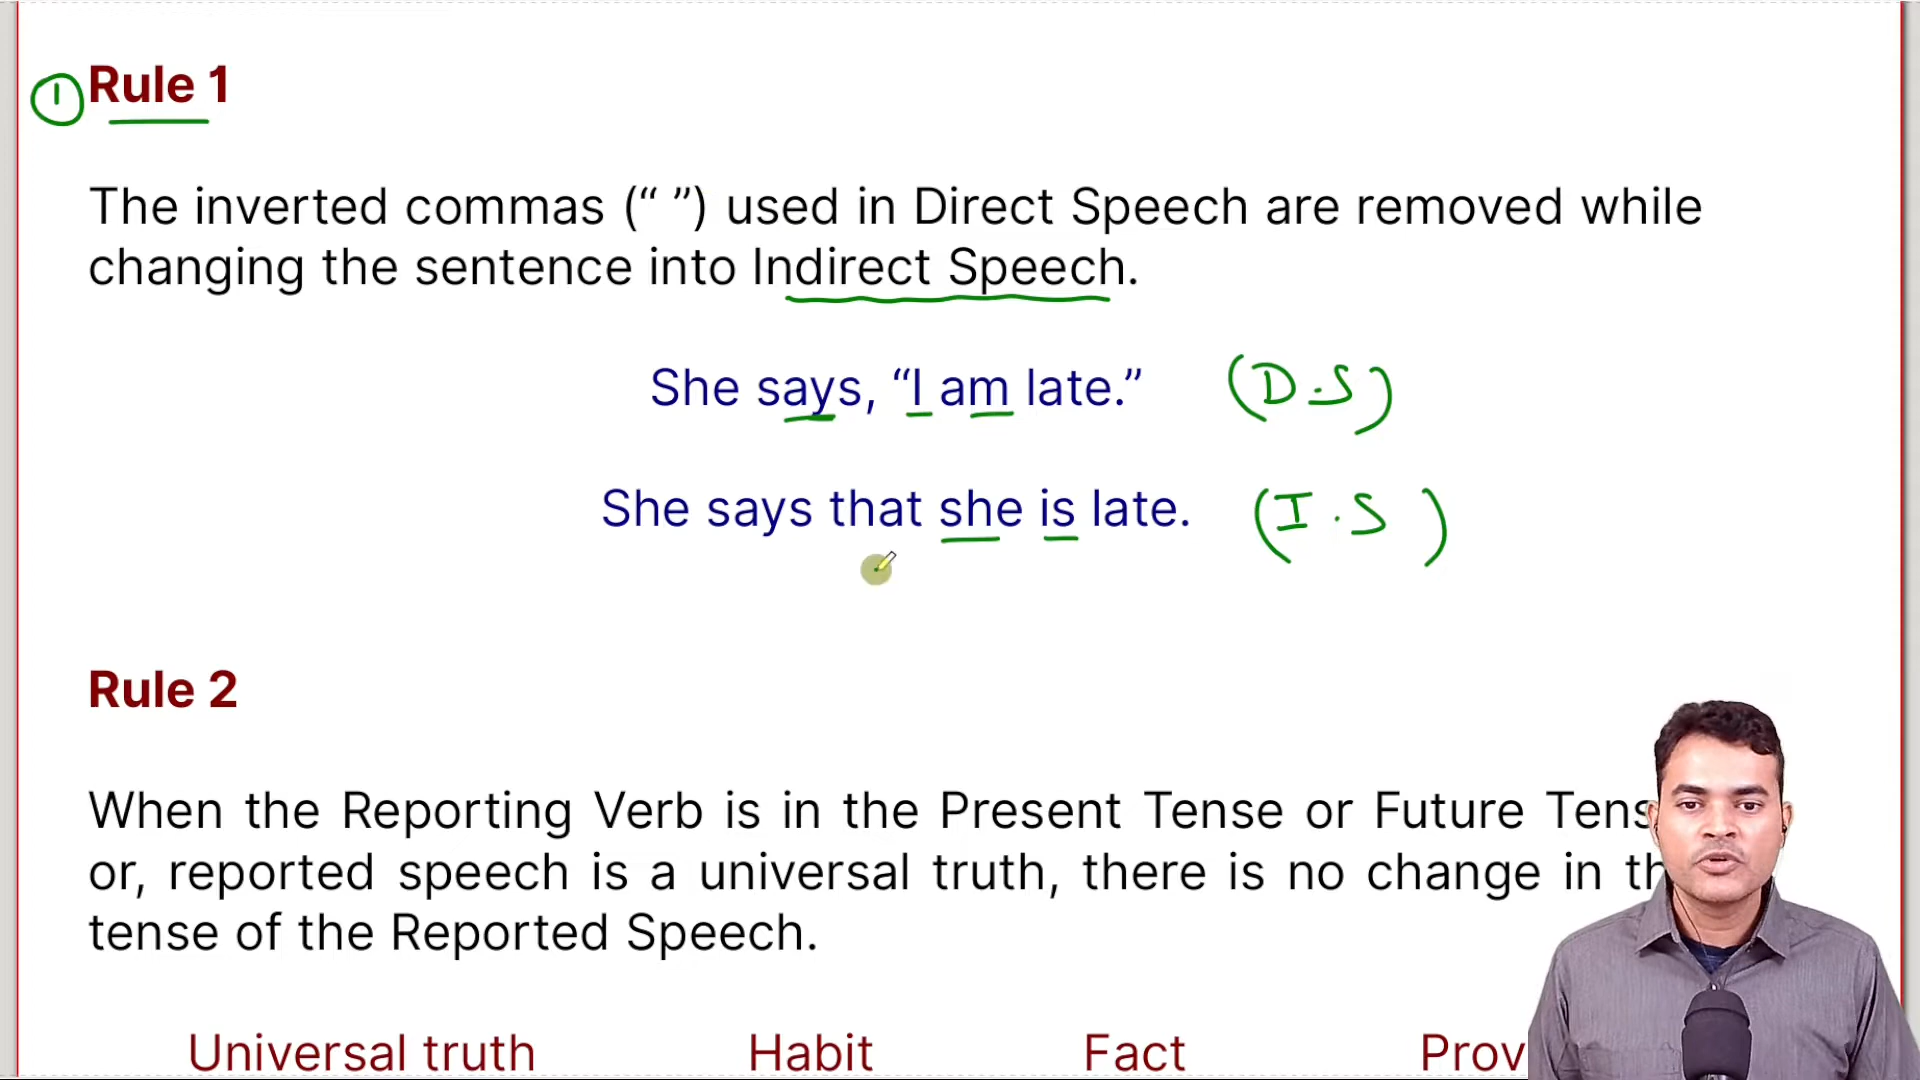 ① Rule 1
The inverted commas (“ ”) used in Direct Speech are removed while
changing the sentence into Indirect Speech.
She says, “I am late.” (D.S)
She says that she is late. (I.S)
Rule 2
When the Reporting Verb is in the Present Tense or Future Tens
or, reported speech is a universal truth, there is no change in th
tense of the Reported Speech.
Universal truth Habit Fact Prov